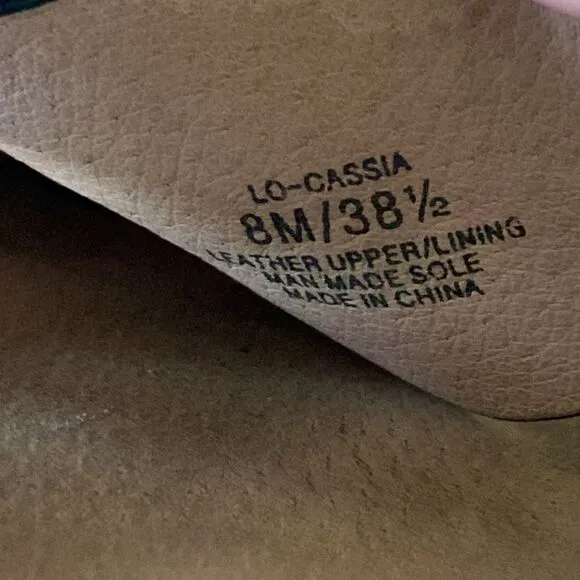 LO-CASSIA
8M/38½
LEATHER UPPER/LINING
MAN MADE SOLE
MADE IN CHINA